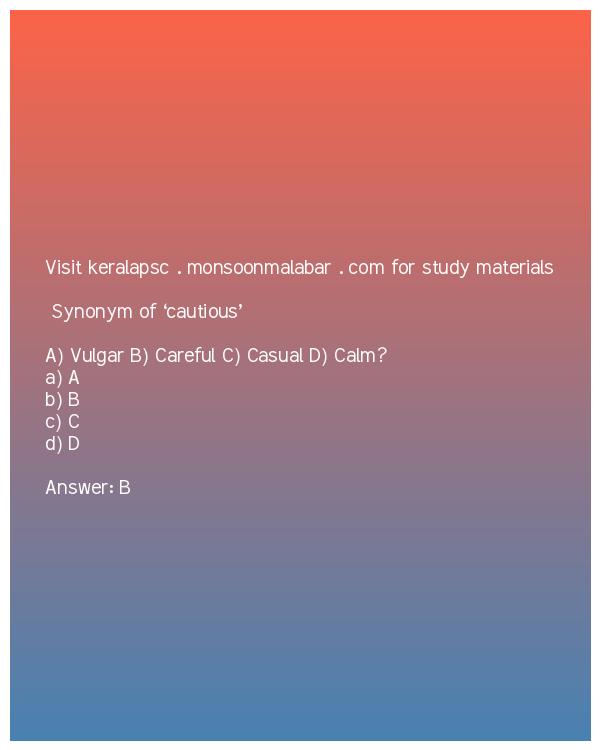 Visit keralapsc . monsoonmalabar . com for study materials
Synonym of ‘cautious’
A) Vulgar B) Careful C) Casual D) Calm?
a) A
b) B
c) C
d) D
Answer: B